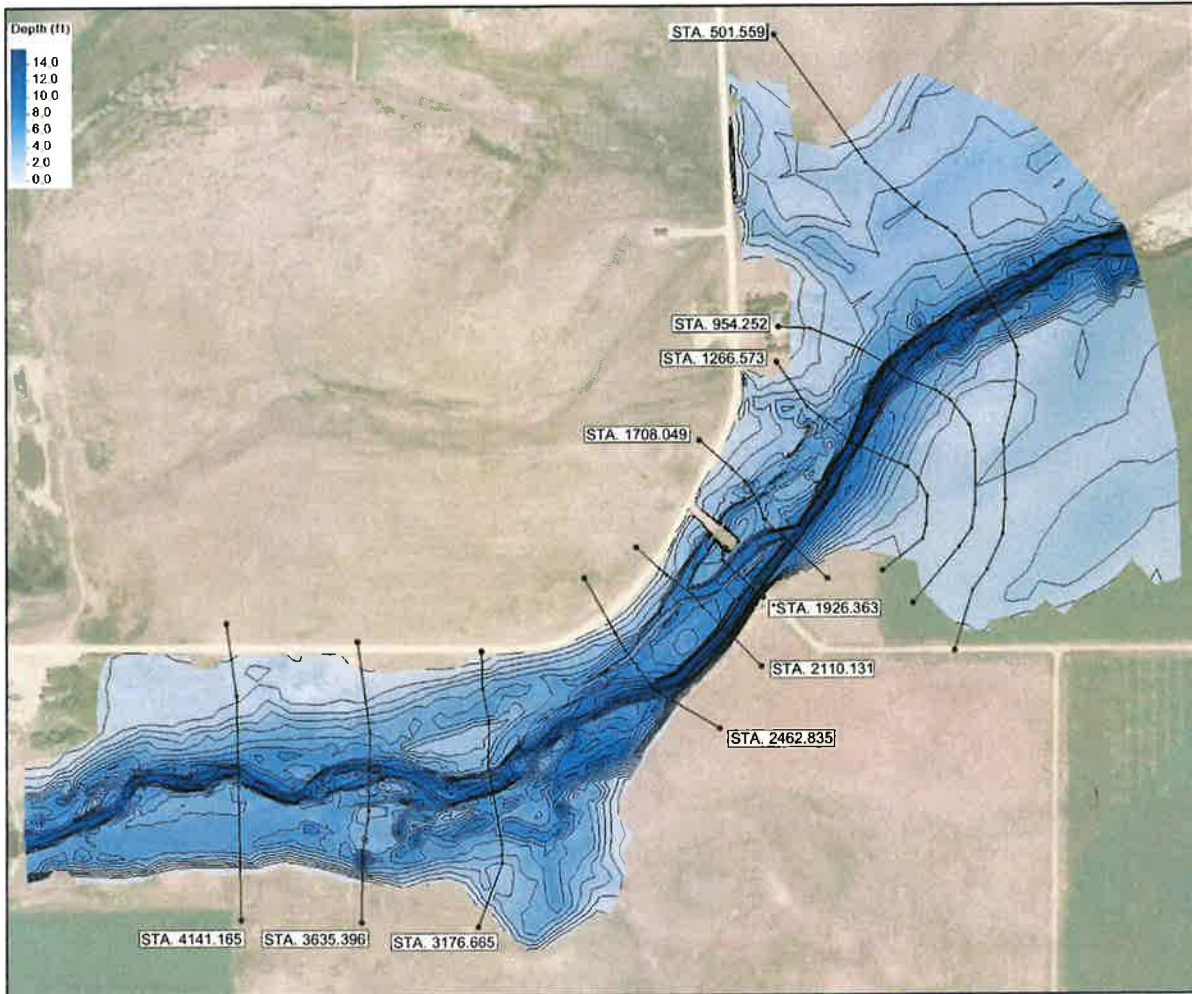 Depth (ft)
14.0
12.0
10.0
8.0
6.0
4.0
2.0
0.0
STA. 501.559
STA. 954.252
STA. 1266.573
STA. 1708.049
*STA. 1926.363
STA. 2110.131
STA. 2462.835
STA. 4141.165
STA. 3635.396
STA. 3176.665